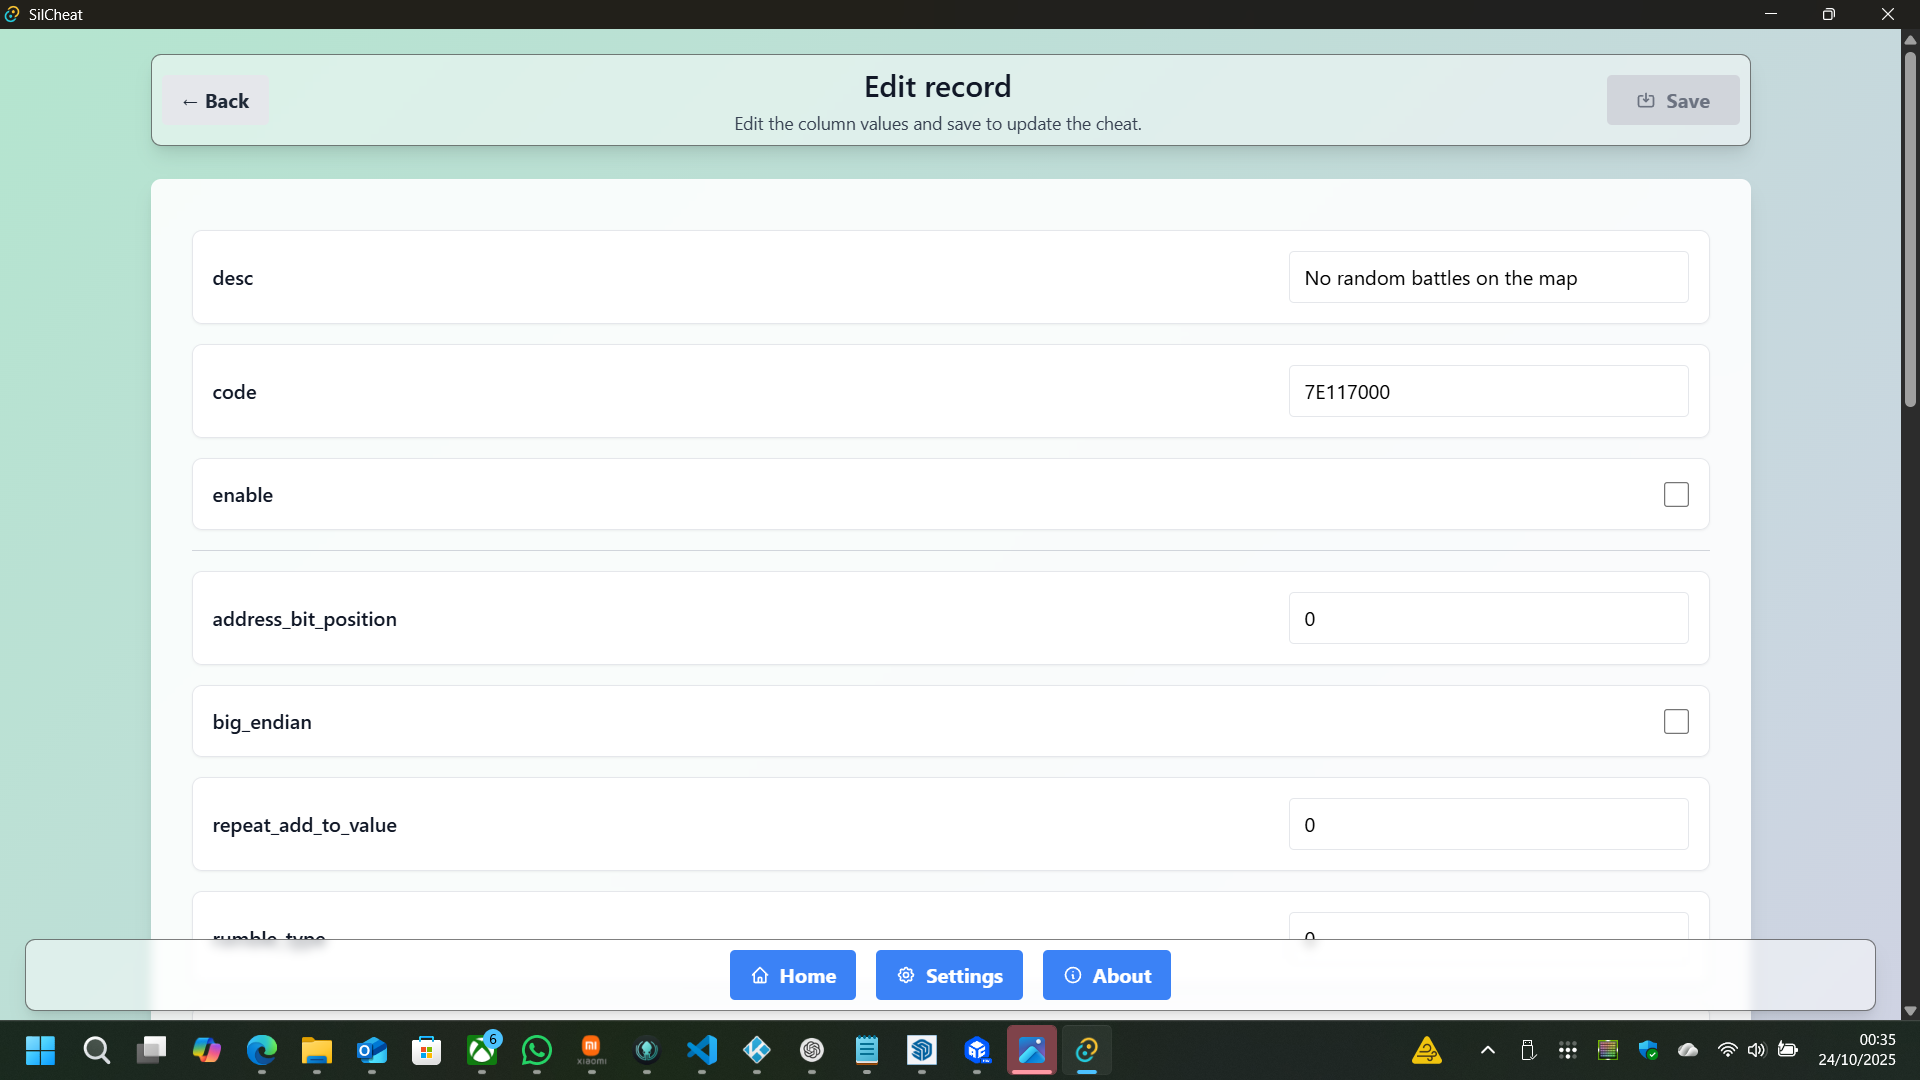 SilCheat
← Back
Edit record
Edit the column values and save to update the cheat.
Save
desc
No random battles on the map
code
7E117000
enable
address_bit_position
0
big_endian
repeat_add_to_value
0
rumble_type
0
Home
Settings
About
6
mi
xiaomi
00:35
24/10/2025